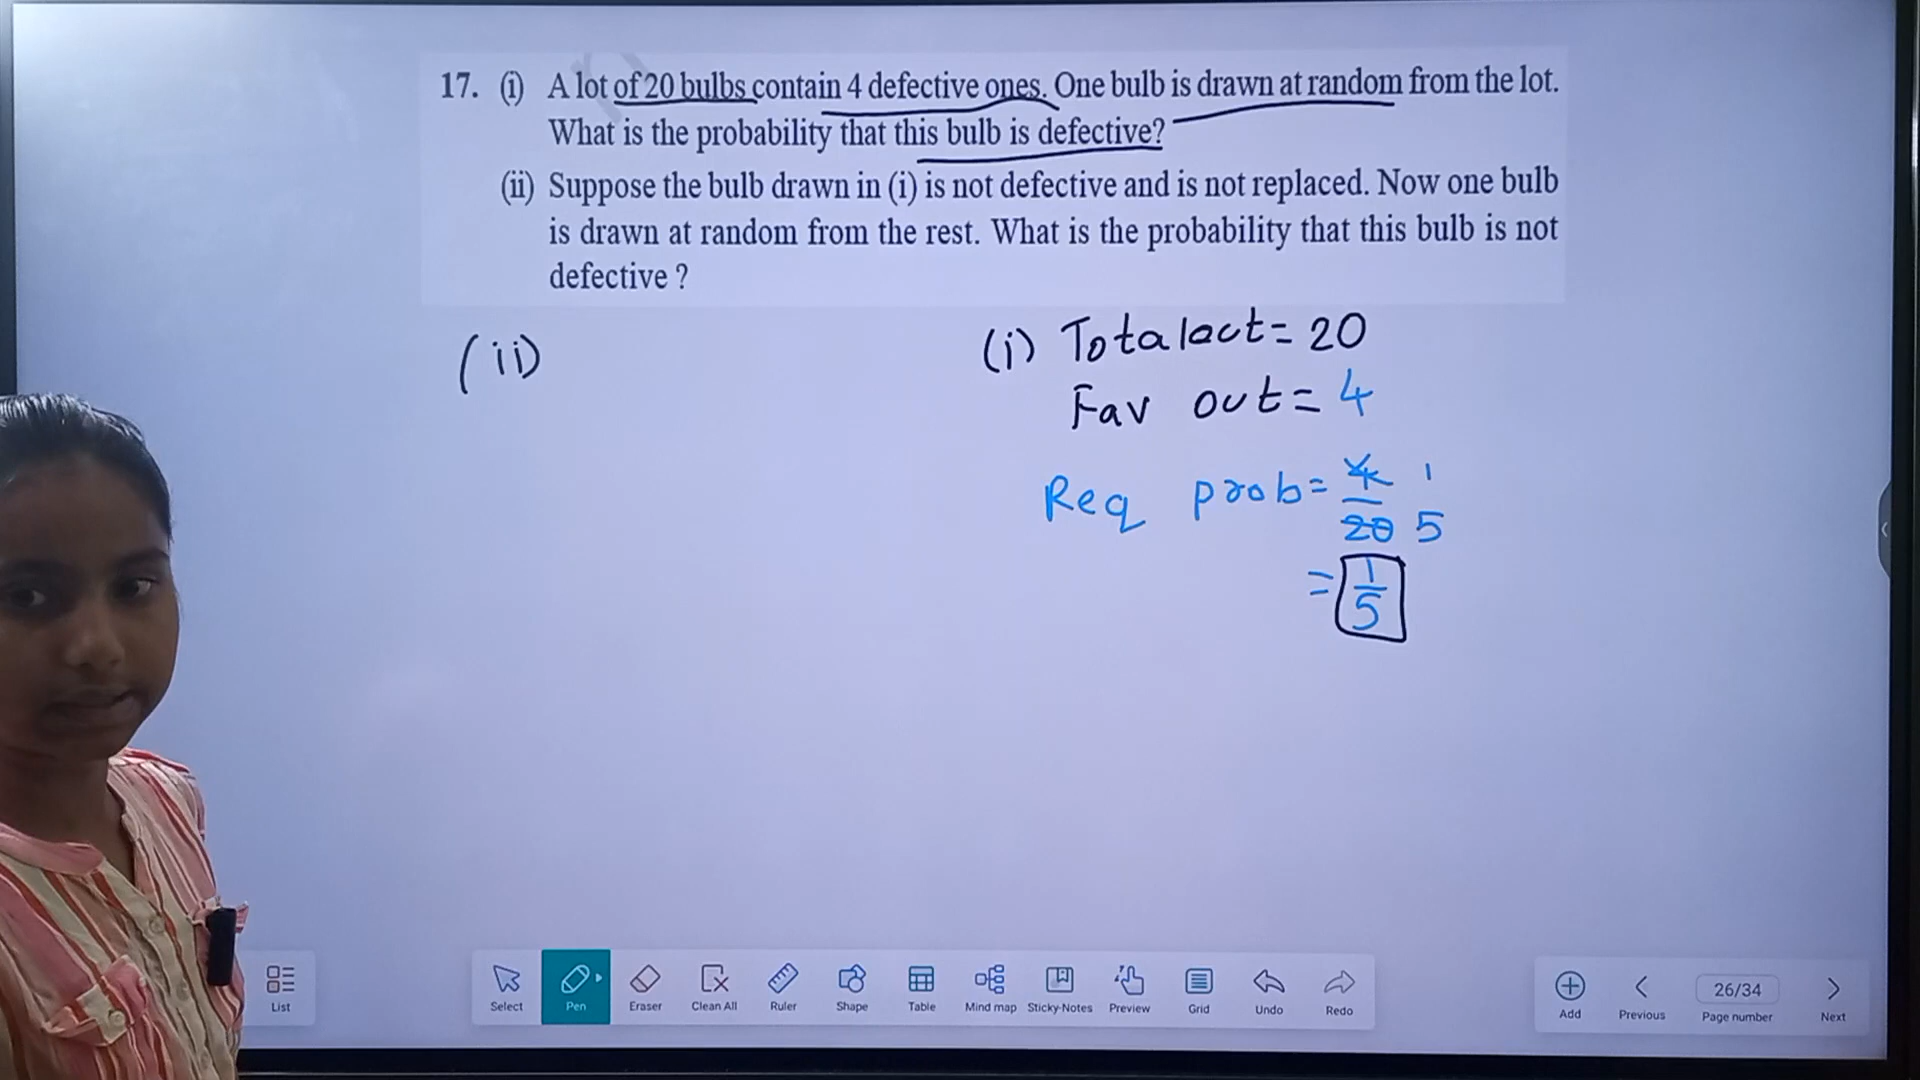 17. (i) A lot of 20 bulbs contain 4 defective ones. One bulb is drawn at random from the lot.
What is the probability that this bulb is defective?
(ii) Suppose the bulb drawn in (i) is not defective and is not replaced. Now one bulb
is drawn at random from the rest. What is the probability that this bulb is not
defective ?
(ii)
(i) Total out = 20
Fav out = 4
Req prob = 4/20 1/5
= 1/5
List
Select
Pen
Eraser
Clean All
Ruler
Shape
Table
Mind map
Sticky-Notes
Preview
Grid
Undo
Redo
Add
Previous
26/34
Page number
Next